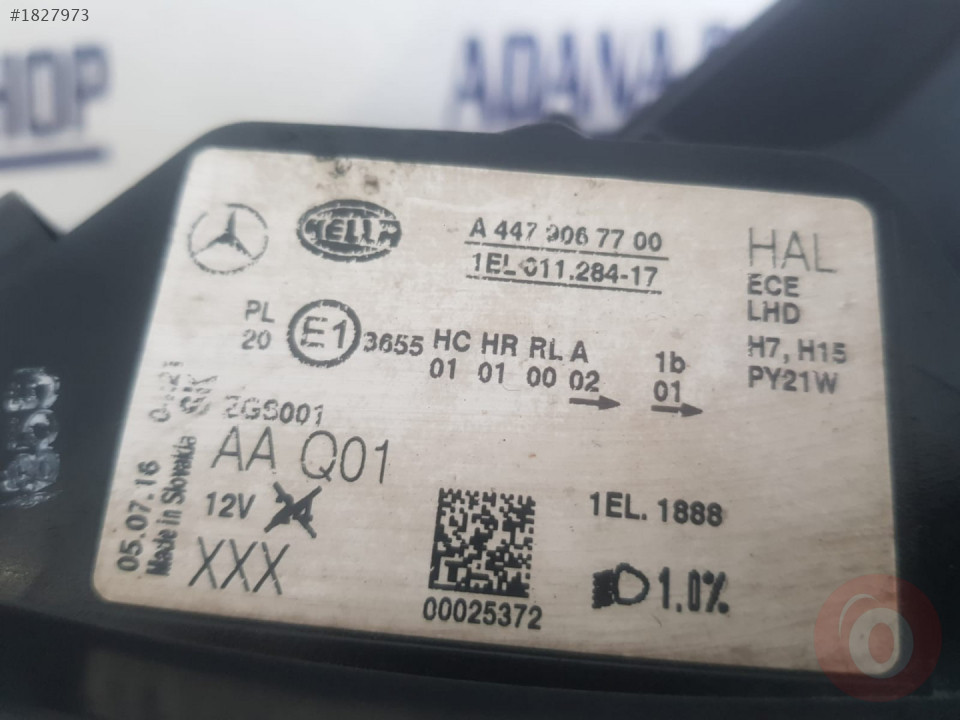 #1827973
HOP
ADANA
HELLA
A 447 906 77 00
1EL 011.284-17
HAL
ECE
LHD
H7, H15
PY21W
PL
20
E1
3655
HC HR RL A
01 01 00 02
1b
01
AA Q01
12V
XXX
05.07.16
Made in Slovakia
00025372
1EL. 1888
1.0%